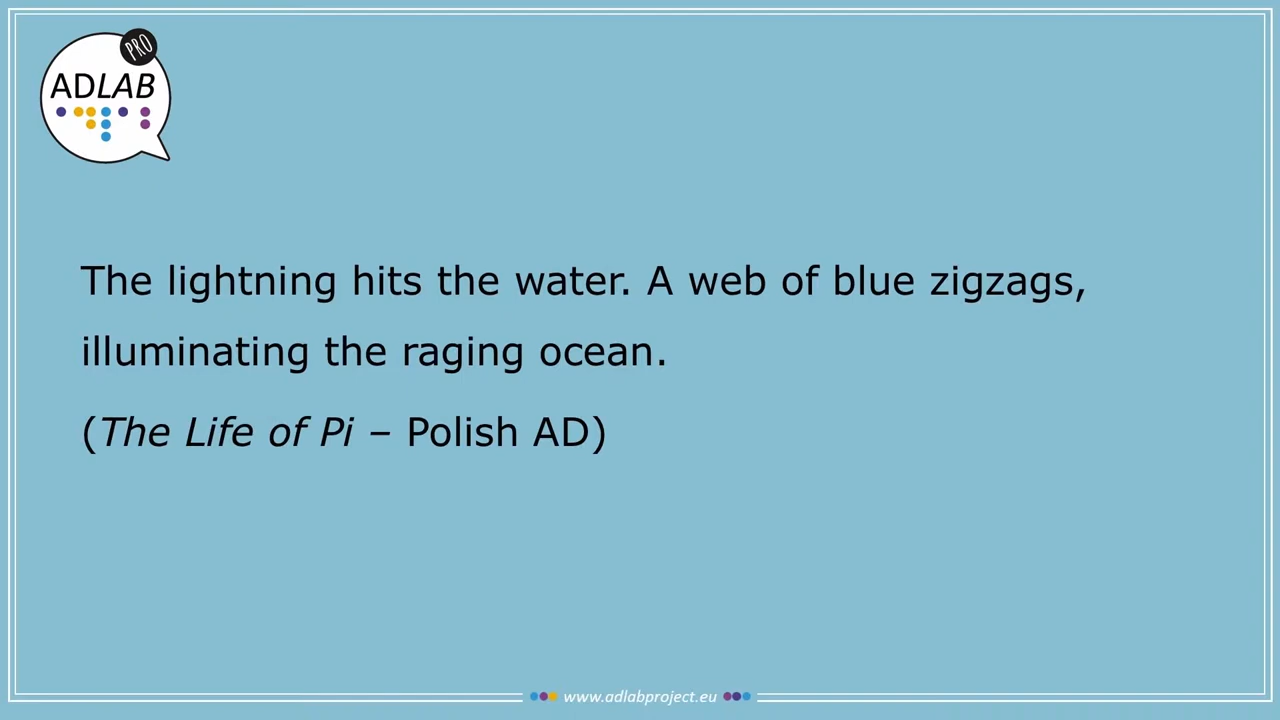 PRO
ADLAB
The lightning hits the water. A web of blue zigzags,
illuminating the raging ocean.
(The Life of Pi – Polish AD)
www.adlabproject.eu